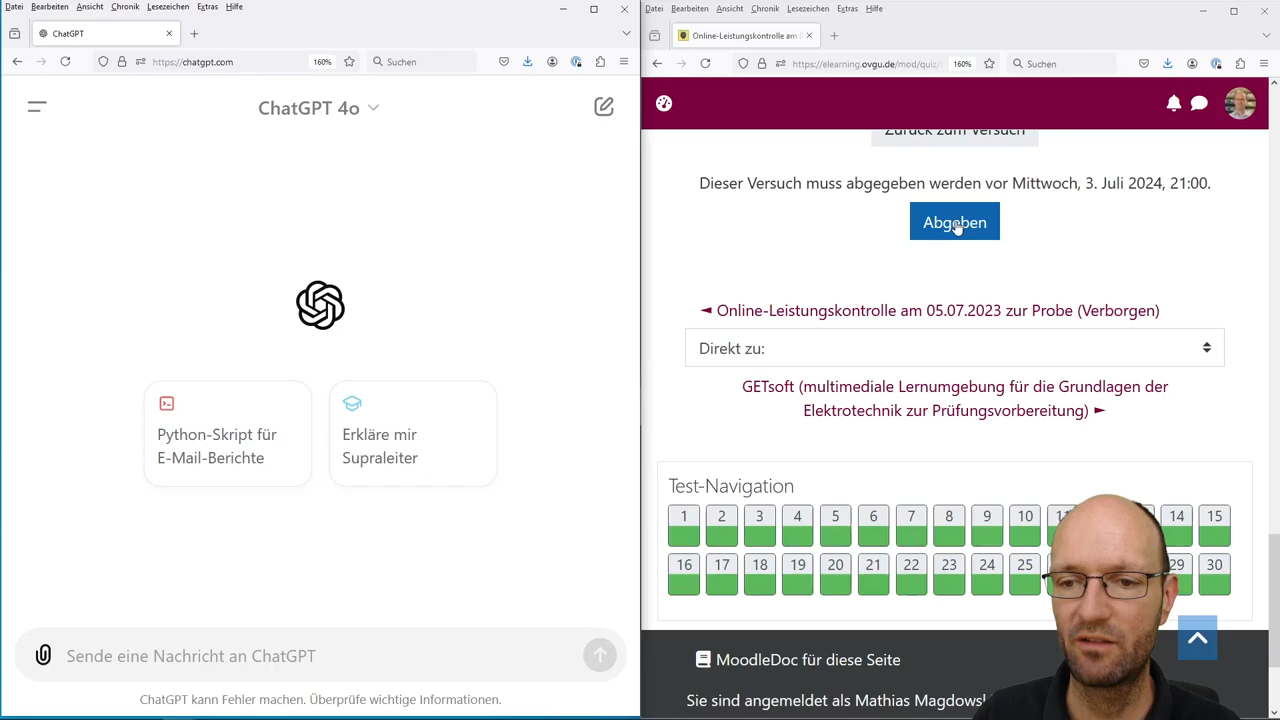 Datei Bearbeiten Ansicht Chronik Lesezeichen Extras Hilfe
ChatGPT
https://chatgpt.com
160%
Suchen
ChatGPT 4o
Python-Skript für
E-Mail-Berichte
Erkläre mir
Supraleiter
Sende eine Nachricht an ChatGPT
ChatGPT kann Fehler machen. Überprüfe wichtige Informationen.
Datei Bearbeiten Ansicht Chronik Lesezeichen Extras Hilfe
Online-Leistungskontrolle am
https://elearning.ovgu.de/mod/quiz/
160%
Suchen
Zurück zum Versuch
Dieser Versuch muss abgegeben werden vor Mittwoch, 3. Juli 2024, 21:00.
Abgeben
◄ Online-Leistungskontrolle am 05.07.2023 zur Probe (Verborgen)
Direkt zu:
GETsoft (multimediale Lernumgebung für die Grundlagen der
Elektrotechnik zur Prüfungsvorbereitung) ►
Test-Navigation
1 2 3 4 5 6 7 8 9 10 11 14 15
16 17 18 19 20 21 22 23 24 25 29 30
MoodleDoc für diese Seite
Sie sind angemeldet als Mathias